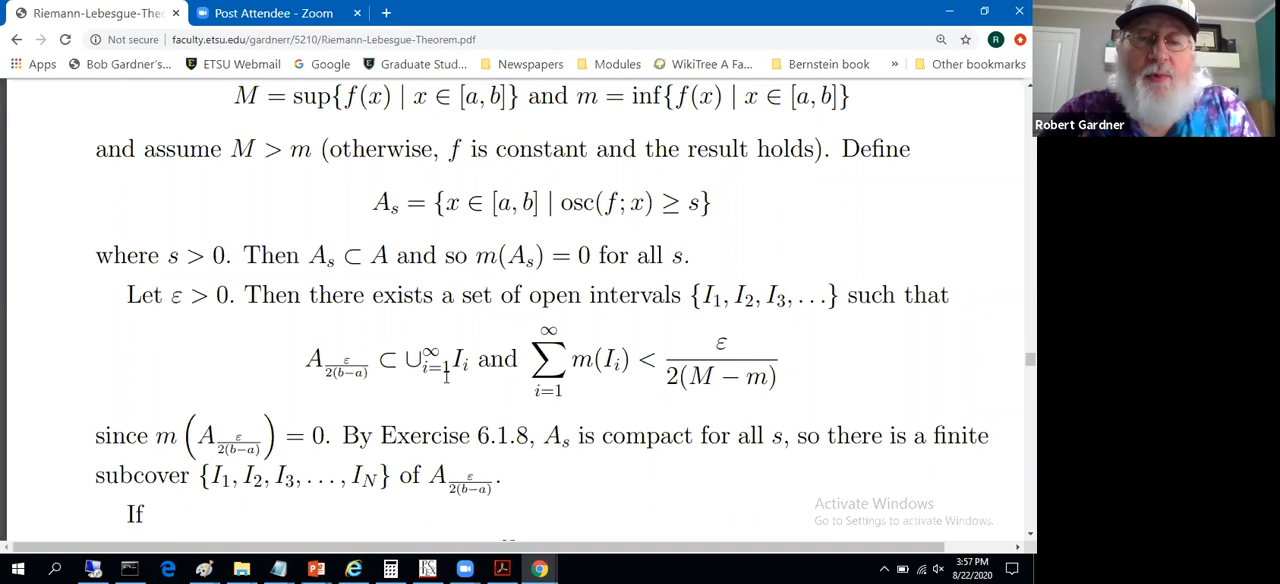 Riemann-Lebesgue-The
Post Attendee - Zoom
Not secure | faculty.etsu.edu/gardnerr/5210/Riemann-Lebesgue-Theorem.pdf
R
Apps Bob Gardner's... ETSU Webmail Google Graduate Stud... Newspapers Modules WikiTree A Fa... Bernstein book » Other bookmarks
M = sup{f(x) | x ∈ [a, b]} and m = inf{f(x) | x ∈ [a, b]}
and assume M > m (otherwise, f is constant and the result holds). Define
A_s = {x ∈ [a, b] | osc(f; x) ≥ s}
where s > 0. Then A_s ⊂ A and so m(A_s) = 0 for all s.
Let ε > 0. Then there exists a set of open intervals {I_1, I_2, I_3, . . .} such that
A_{ε/2(b−a)} ⊂ ∪_{i=1}^∞ I_i and ∑_{i=1}^∞ m(I_i) < ε/2(M − m)
since m (A_{ε/2(b−a)}) = 0. By Exercise 6.1.8, A_s is compact for all s, so there is a finite
subcover {I_1, I_2, I_3, . . . , I_N} of A_{ε/2(b−a)}.
If
Robert Gardner
Activate Windows
Go to Settings to activate Windows.
3:57 PM
8/22/2020